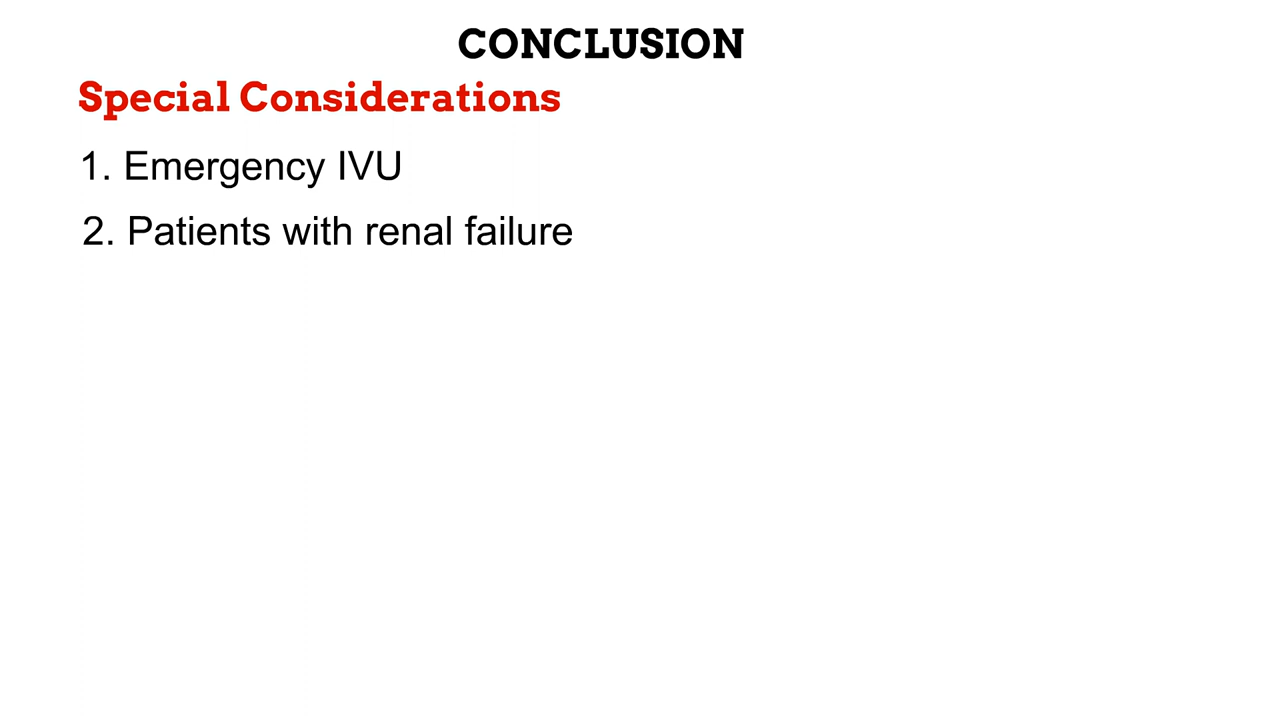 CONCLUSION
Special Considerations
1. Emergency IVU
2. Patients with renal failure